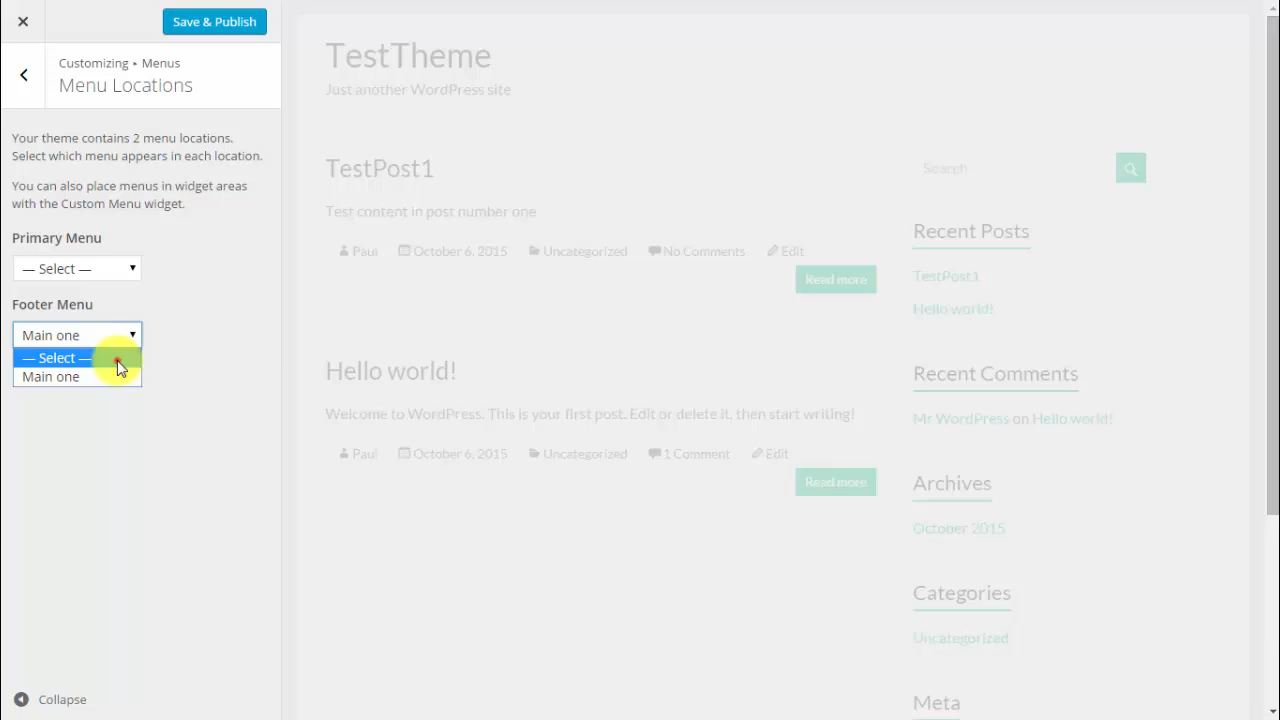 Save & Publish
Customizing ▸ Menus
Menu Locations
Your theme contains 2 menu locations.
Select which menu appears in each location.
You can also place menus in widget areas
with the Custom Menu widget.
Primary Menu
— Select —
Footer Menu
Main one
— Select —
Main one
Collapse
TestTheme
Just another WordPress site
TestPost1
Test content in post number one
Paul October 6, 2015 Uncategorized No Comments Edit
Read more
Hello world!
Welcome to WordPress. This is your first post. Edit or delete it, then start writing!
Paul October 6, 2015 Uncategorized 1 Comment Edit
Read more
Search
Recent Posts
TestPost1
Hello world!
Recent Comments
Mr WordPress on Hello world!
Archives
October 2015
Categories
Uncategorized
Meta